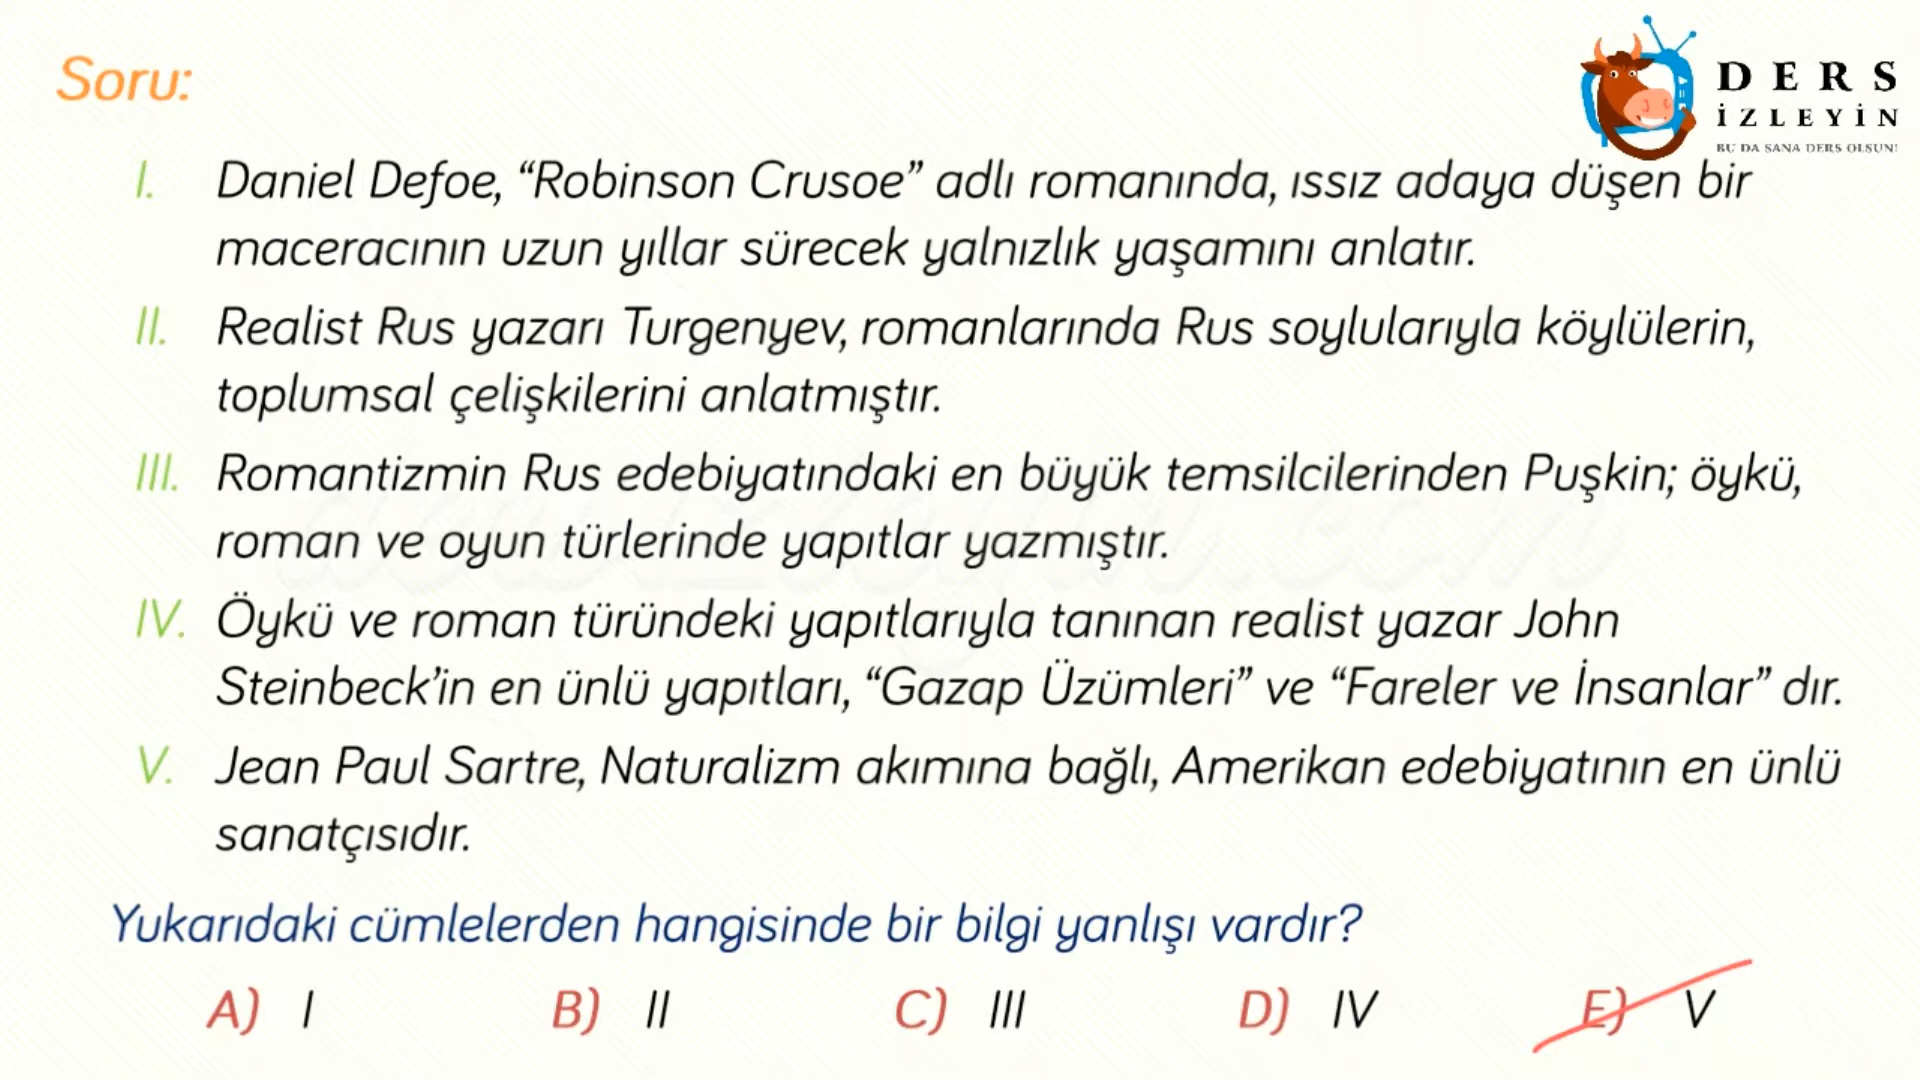 Soru:
DERS
İZLEYİN
BU DA SANA DERS OLSUN!
I. Daniel Defoe, “Robinson Crusoe” adlı romanında, ıssız adaya düşen bir
maceracının uzun yıllar sürecek yalnızlık yaşamını anlatır.
II. Realist Rus yazarı Turgenyev, romanlarında Rus soylularıyla köylülerin,
toplumsal çelişkilerini anlatmıştır.
III. Romantizmin Rus edebiyatındaki en büyük temsilcilerinden Puşkin; öykü,
roman ve oyun türlerinde yapıtlar yazmıştır.
IV. Öykü ve roman türündeki yapıtlarıyla tanınan realist yazar John
Steinbeck’in en ünlü yapıtları, “Gazap Üzümleri” ve “Fareler ve İnsanlar” dır.
V. Jean Paul Sartre, Naturalizm akımına bağlı, Amerikan edebiyatının en ünlü
sanatçısıdır.
Yukarıdaki cümlelerden hangisinde bir bilgi yanlışı vardır?
A) I B) II C) III D) IV E) V